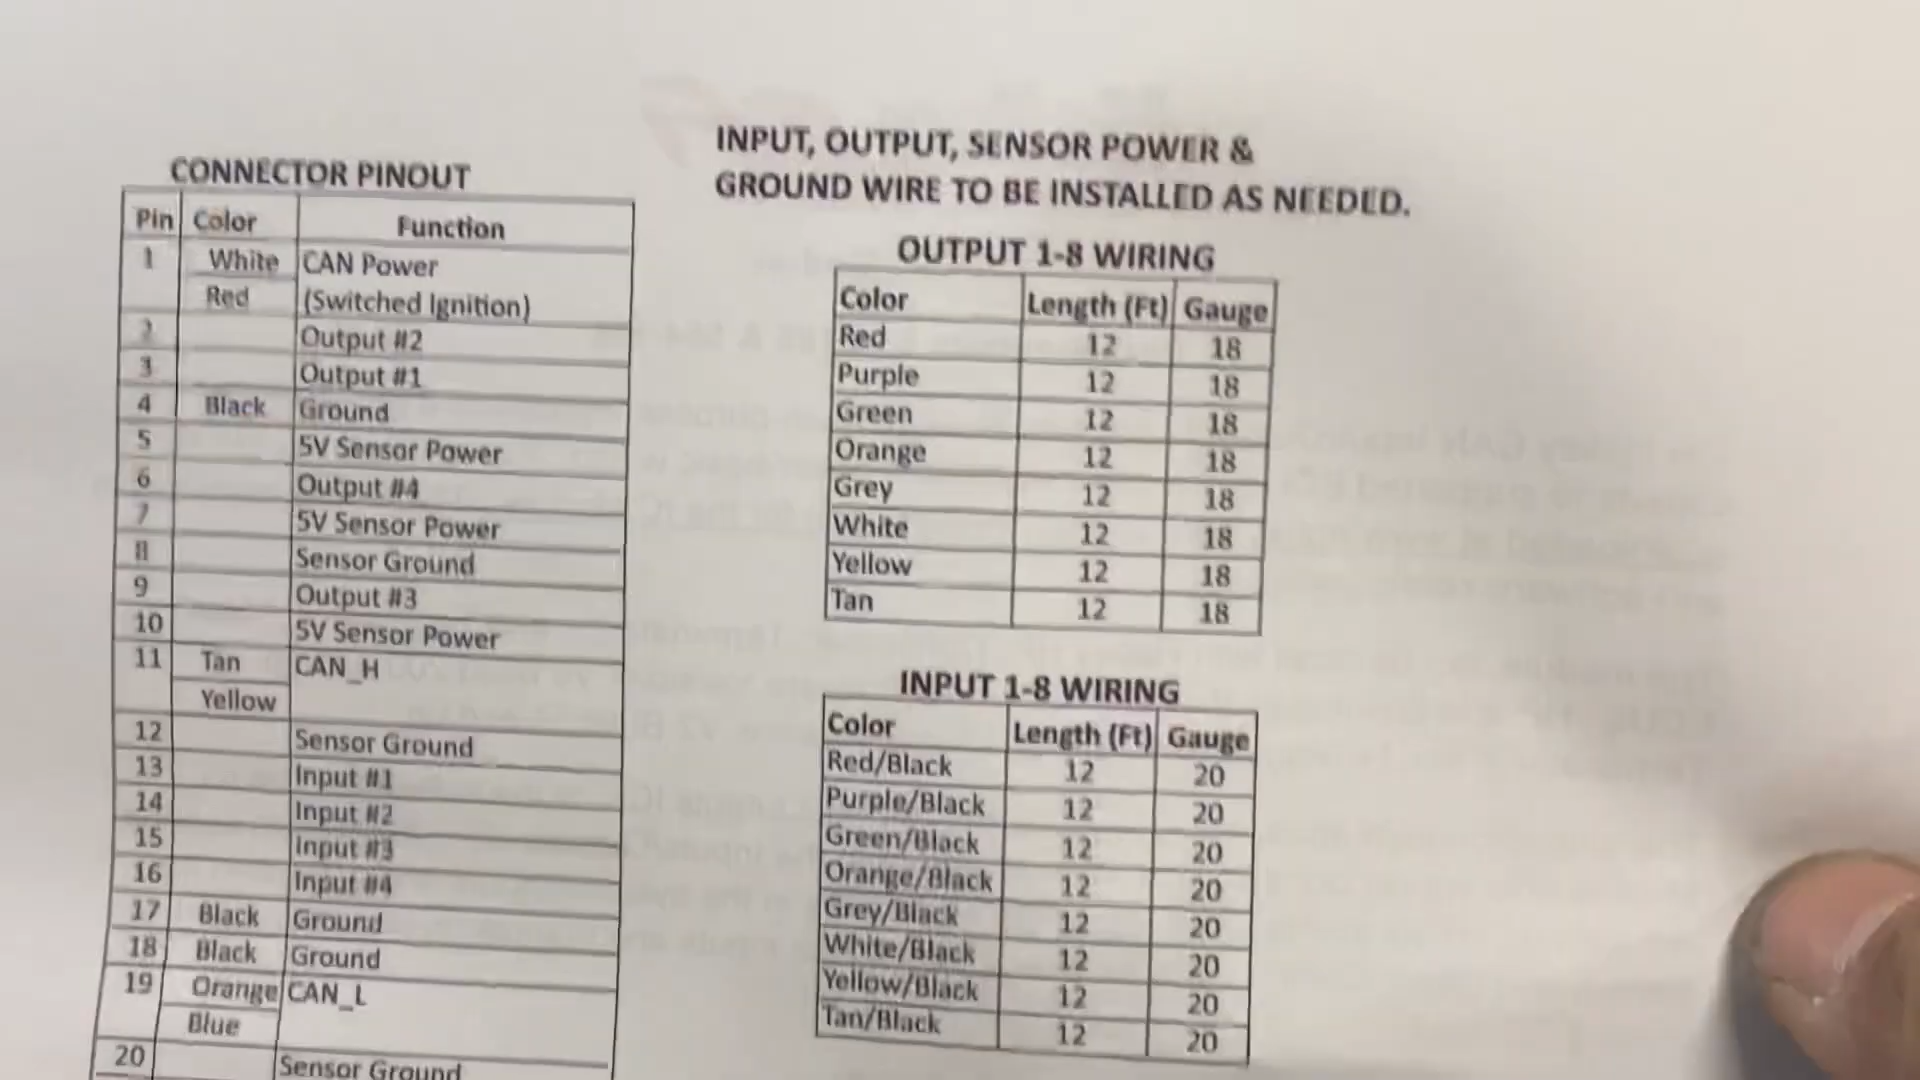 CONNECTOR PINOUT
Pin Color Function
1 White CAN Power
Red (Switched Ignition)
2 Output #2
3 Output #1
4 Black Ground
5 5V Sensor Power
6 Output #4
7 5V Sensor Power
8 Sensor Ground
9 Output #3
10 5V Sensor Power
11 Tan CAN_H
Yellow
12 Sensor Ground
13 Input #1
14 Input #2
15 Input #3
16 Input #4
17 Black Ground
18 Black Ground
19 Orange CAN_L
Blue
20 Sensor Ground
INPUT, OUTPUT, SENSOR POWER &
GROUND WIRE TO BE INSTALLED AS NEEDED.
OUTPUT 1-8 WIRING
Color Length (Ft) Gauge
Red 12 18
Purple 12 18
Green 12 18
Orange 12 18
Grey 12 18
White 12 18
Yellow 12 18
Tan 12 18
INPUT 1-8 WIRING
Color Length (Ft) Gauge
Red/Black 12 20
Purple/Black 12 20
Green/Black 12 20
Orange/Black 12 20
Grey/Black 12 20
White/Black 12 20
Yellow/Black 12 20
Tan/Black 12 20